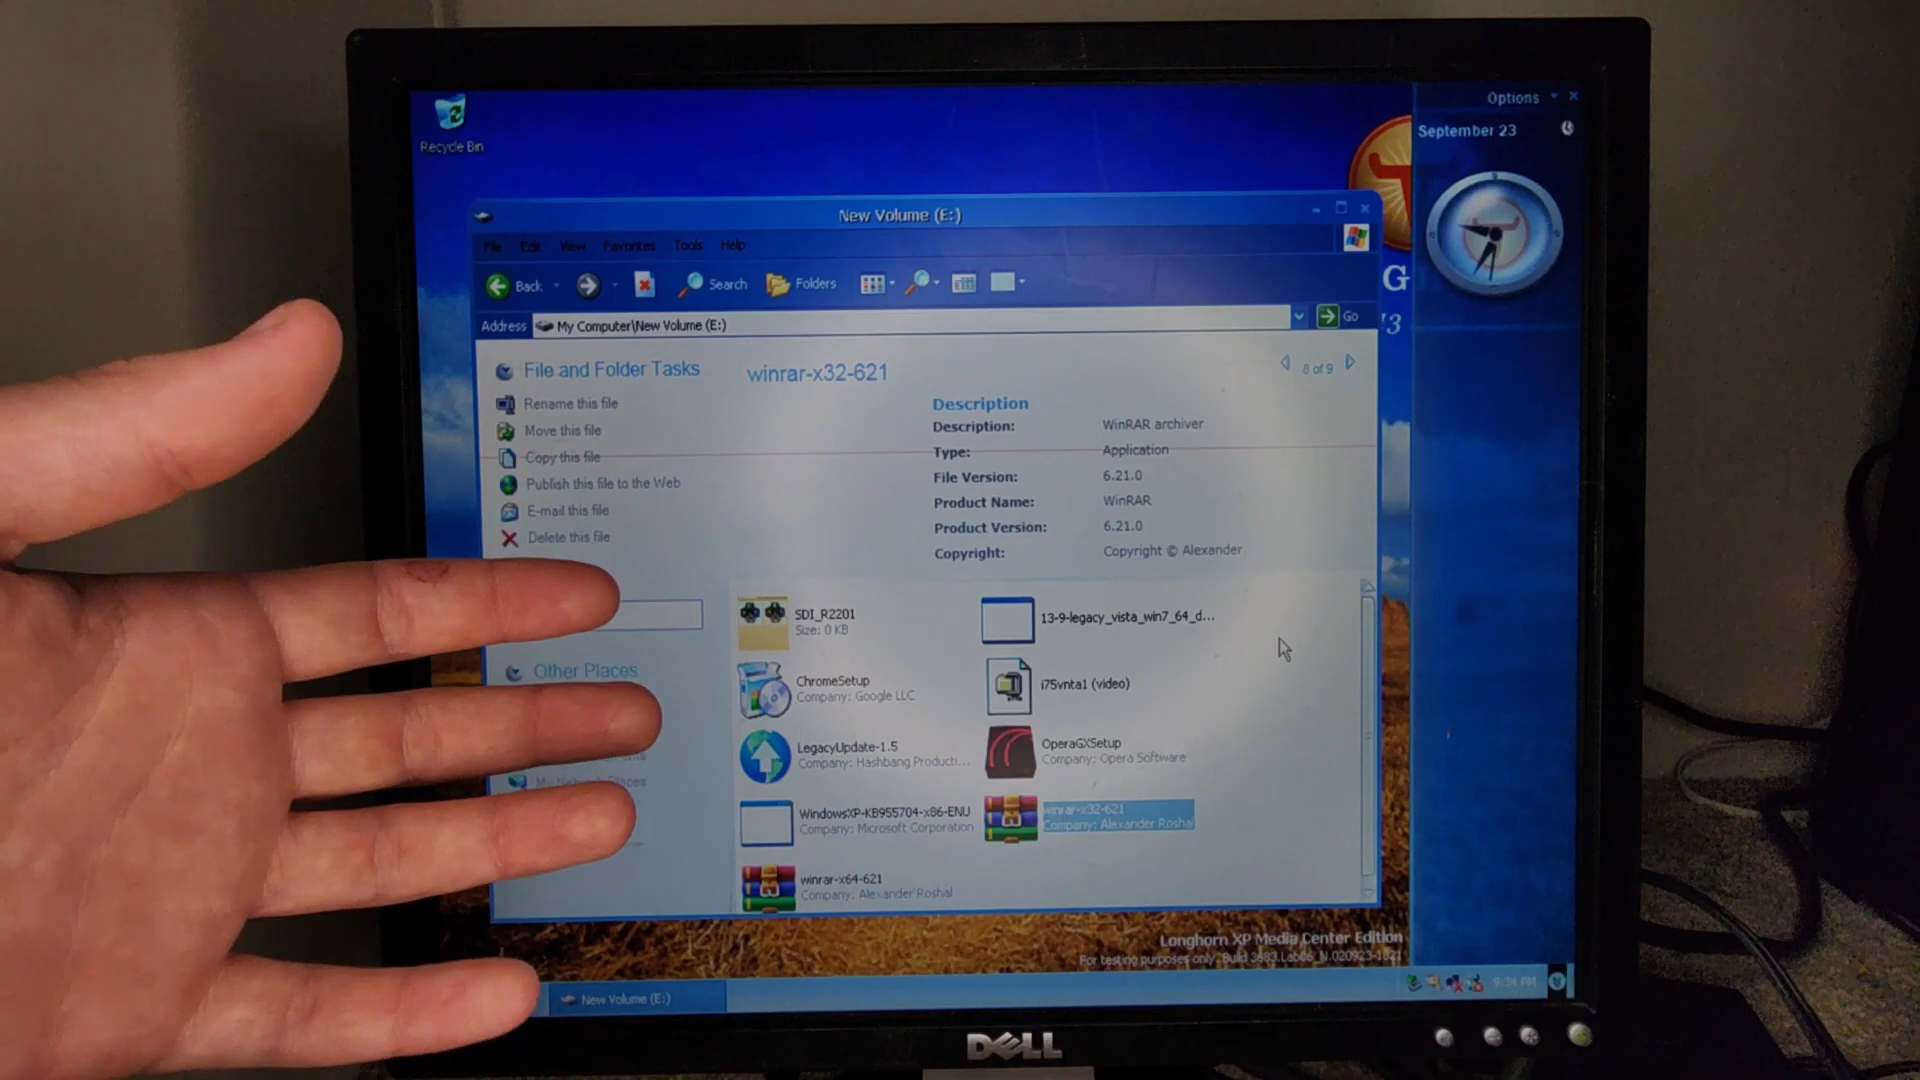 Recycle Bin
Options
September 23
New Volume (E:)
File Edit View Favorites Tools Help
Back Search Folders
Address My Computer\New Volume (E:) Go
G
File and Folder Tasks
Rename this file
Move this file
Copy this file
Publish this file to the Web
E-mail this file
Delete this file
Other Places
My Network Places
winrar-x32-621
8 of 9
Description
Description: WinRAR archiver
Type: Application
File Version: 6.21.0
Product Name: WinRAR
Product Version: 6.21.0
Copyright: Copyright © Alexander
SDI_R2201
Size: 0 KB
13-9-legacy_vista_win7_64_d...
ChromeSetup
Company: Google LLC
i75vnta1 (video)
LegacyUpdate-1.5
Company: Hashbang Producti...
OperaGXSetup
Company: Opera Software
WindowsXP-KB955704-x86-ENU
Company: Microsoft Corporation
winrar-x32-621
Company: Alexander Roshal
winrar-x64-621
Company: Alexander Roshal
Longhorn XP Media Center Edition
For testing purposes only. Build 3683.Lab06_N.020923-1821
New Volume (E:)
9:34 PM
DELL